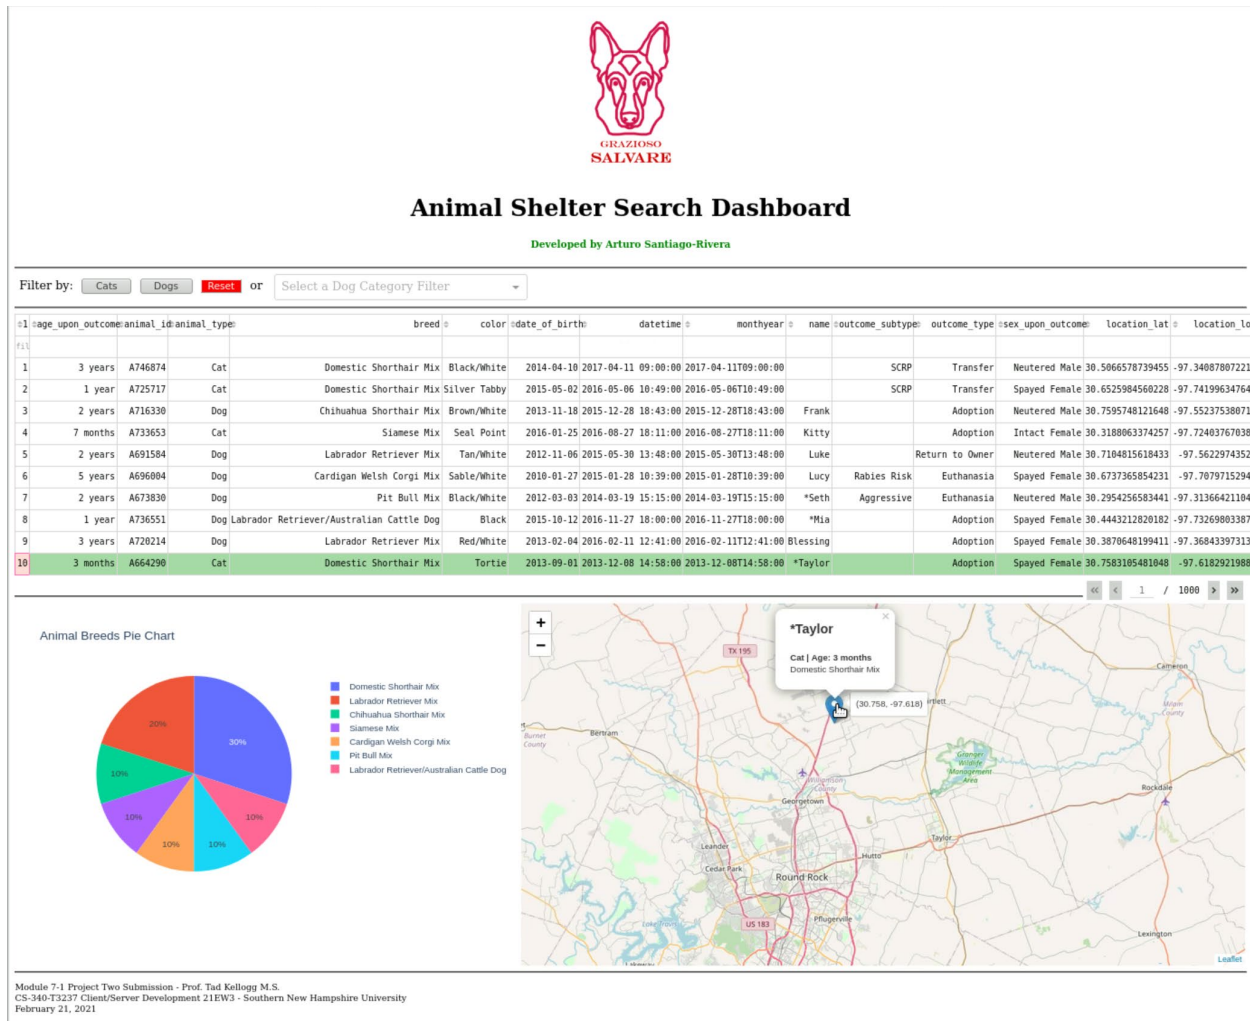 GRAZIOSO
SALVARE
Animal Shelter Search Dashboard
Developed by Arturo Santiago-Rivera
Filter by: Cats Dogs Reset or Select a Dog Category Filter
1 age_upon_outcome animal_id animal_type breed color date_of_birth datetime monthyear name outcome_subtype outcome_type sex_upon_outcome location_lat location_lo
fil
1 3 years A746874 Cat Domestic Shorthair Mix Black/White 2014-04-10 2017-04-11 09:00:00 2017-04-11T09:00:00 SCRP Transfer Neutered Male 30.5066578739455 -97.34087807221
2 1 year A725717 Cat Domestic Shorthair Mix Silver Tabby 2015-05-02 2016-05-06 10:49:00 2016-05-06T10:49:00 SCRP Transfer Spayed Female 30.6525984560228 -97.74199634764
3 2 years A716330 Dog Chihuahua Shorthair Mix Brown/White 2013-11-18 2015-12-28 18:43:00 2015-12-28T18:43:00 Frank Adoption Neutered Male 30.7595748121648 -97.55237538071
4 7 months A733653 Cat Siamese Mix Seal Point 2016-01-25 2016-08-27 18:11:00 2016-08-27T18:11:00 Kitty Adoption Intact Female 30.3188063374257 -97.72403767038
5 2 years A691584 Dog Labrador Retriever Mix Tan/White 2012-11-06 2015-05-30 13:48:00 2015-05-30T13:48:00 Luke Return to Owner Neutered Male 30.7104815618433 -97.5622974352
6 5 years A696004 Dog Cardigan Welsh Corgi Mix Sable/White 2010-01-27 2015-01-28 10:39:00 2015-01-28T10:39:00 Lucy Rabies Risk Euthanasia Spayed Female 30.6737365854231 -97.7079715294
7 2 years A673830 Dog Pit Bull Mix Black/White 2012-03-03 2014-03-19 15:15:00 2014-03-19T15:15:00 *Seth Aggressive Euthanasia Neutered Male 30.2954256583441 -97.31366421104
8 1 year A736551 Dog Labrador Retriever/Australian Cattle Dog Black 2015-10-12 2016-11-27 18:00:00 2016-11-27T18:00:00 *Mia Adoption Spayed Female 30.4443212820182 -97.73269803387
9 3 years A720214 Dog Labrador Retriever Mix Red/White 2013-02-04 2016-02-11 12:41:00 2016-02-11T12:41:00 Blessing Adoption Spayed Female 30.3870648199411 -97.36843397313
10 3 months A664290 Cat Domestic Shorthair Mix Tortie 2013-09-01 2013-12-08 14:58:00 2013-12-08T14:58:00 *Taylor Adoption Spayed Female 30.7583105481048 -97.6182921988
« ‹ 1 / 1000 › »
Animal Breeds Pie Chart
30%
20%
10%
10%
10%
10%
10%
Domestic Shorthair Mix
Labrador Retriever Mix
Chihuahua Shorthair Mix
Siamese Mix
Cardigan Welsh Corgi Mix
Pit Bull Mix
Labrador Retriever/Australian Cattle Dog
+
−
×
*Taylor
Cat | Age: 3 months
Domestic Shorthair Mix
(30.758, -97.618)
TX 195
Cameron
Milam
County
rtlett
Burnet
County
Bertram
Granger
Wildlife
Management
Area
Williamson
County
Georgetown
Rockdale
Taylor
Leander
Hutto
Cedar Park
Round Rock
Pflugerville
US 183
Lake Travis
Lexington
Lakeway
Leaflet
Module 7-1 Project Two Submission - Prof. Tad Kellogg M.S.
CS-340-T3237 Client/Server Development 21EW3 - Southern New Hampshire University
February 21, 2021